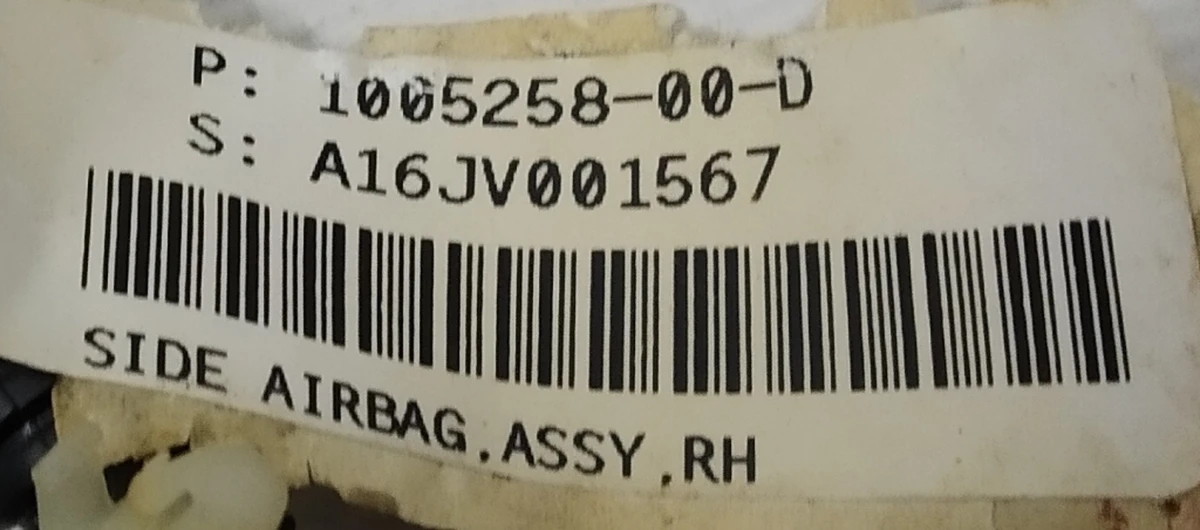 P: 1005258-00-D
S: A16JV001567
SIDE AIRBAG,ASSY,RH